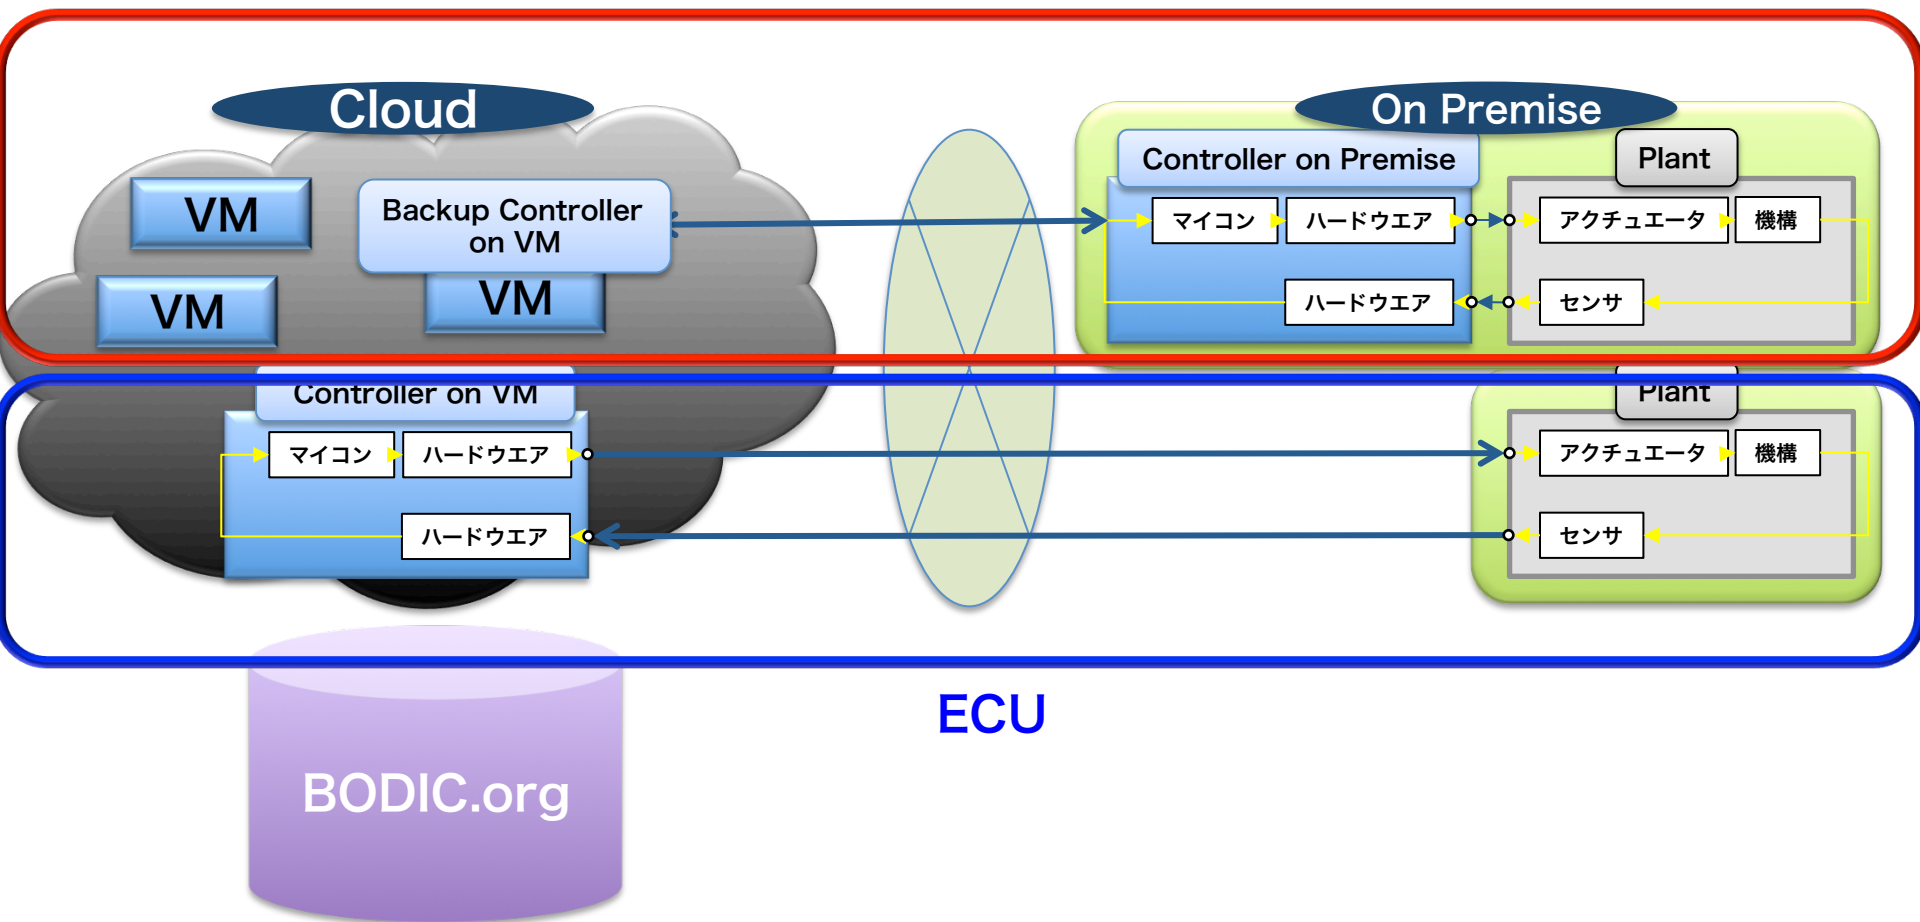 Cloud
On Premise
Controller on Premise
Plant
VM
Backup Controller
on VM
マイコン
ハードウエア
アクチュエータ
機構
VM
VM
ハードウエア
センサ
Controller on VM
Plant
マイコン
ハードウエア
アクチュエータ
機構
ハードウエア
センサ
ECU
BODIC.org